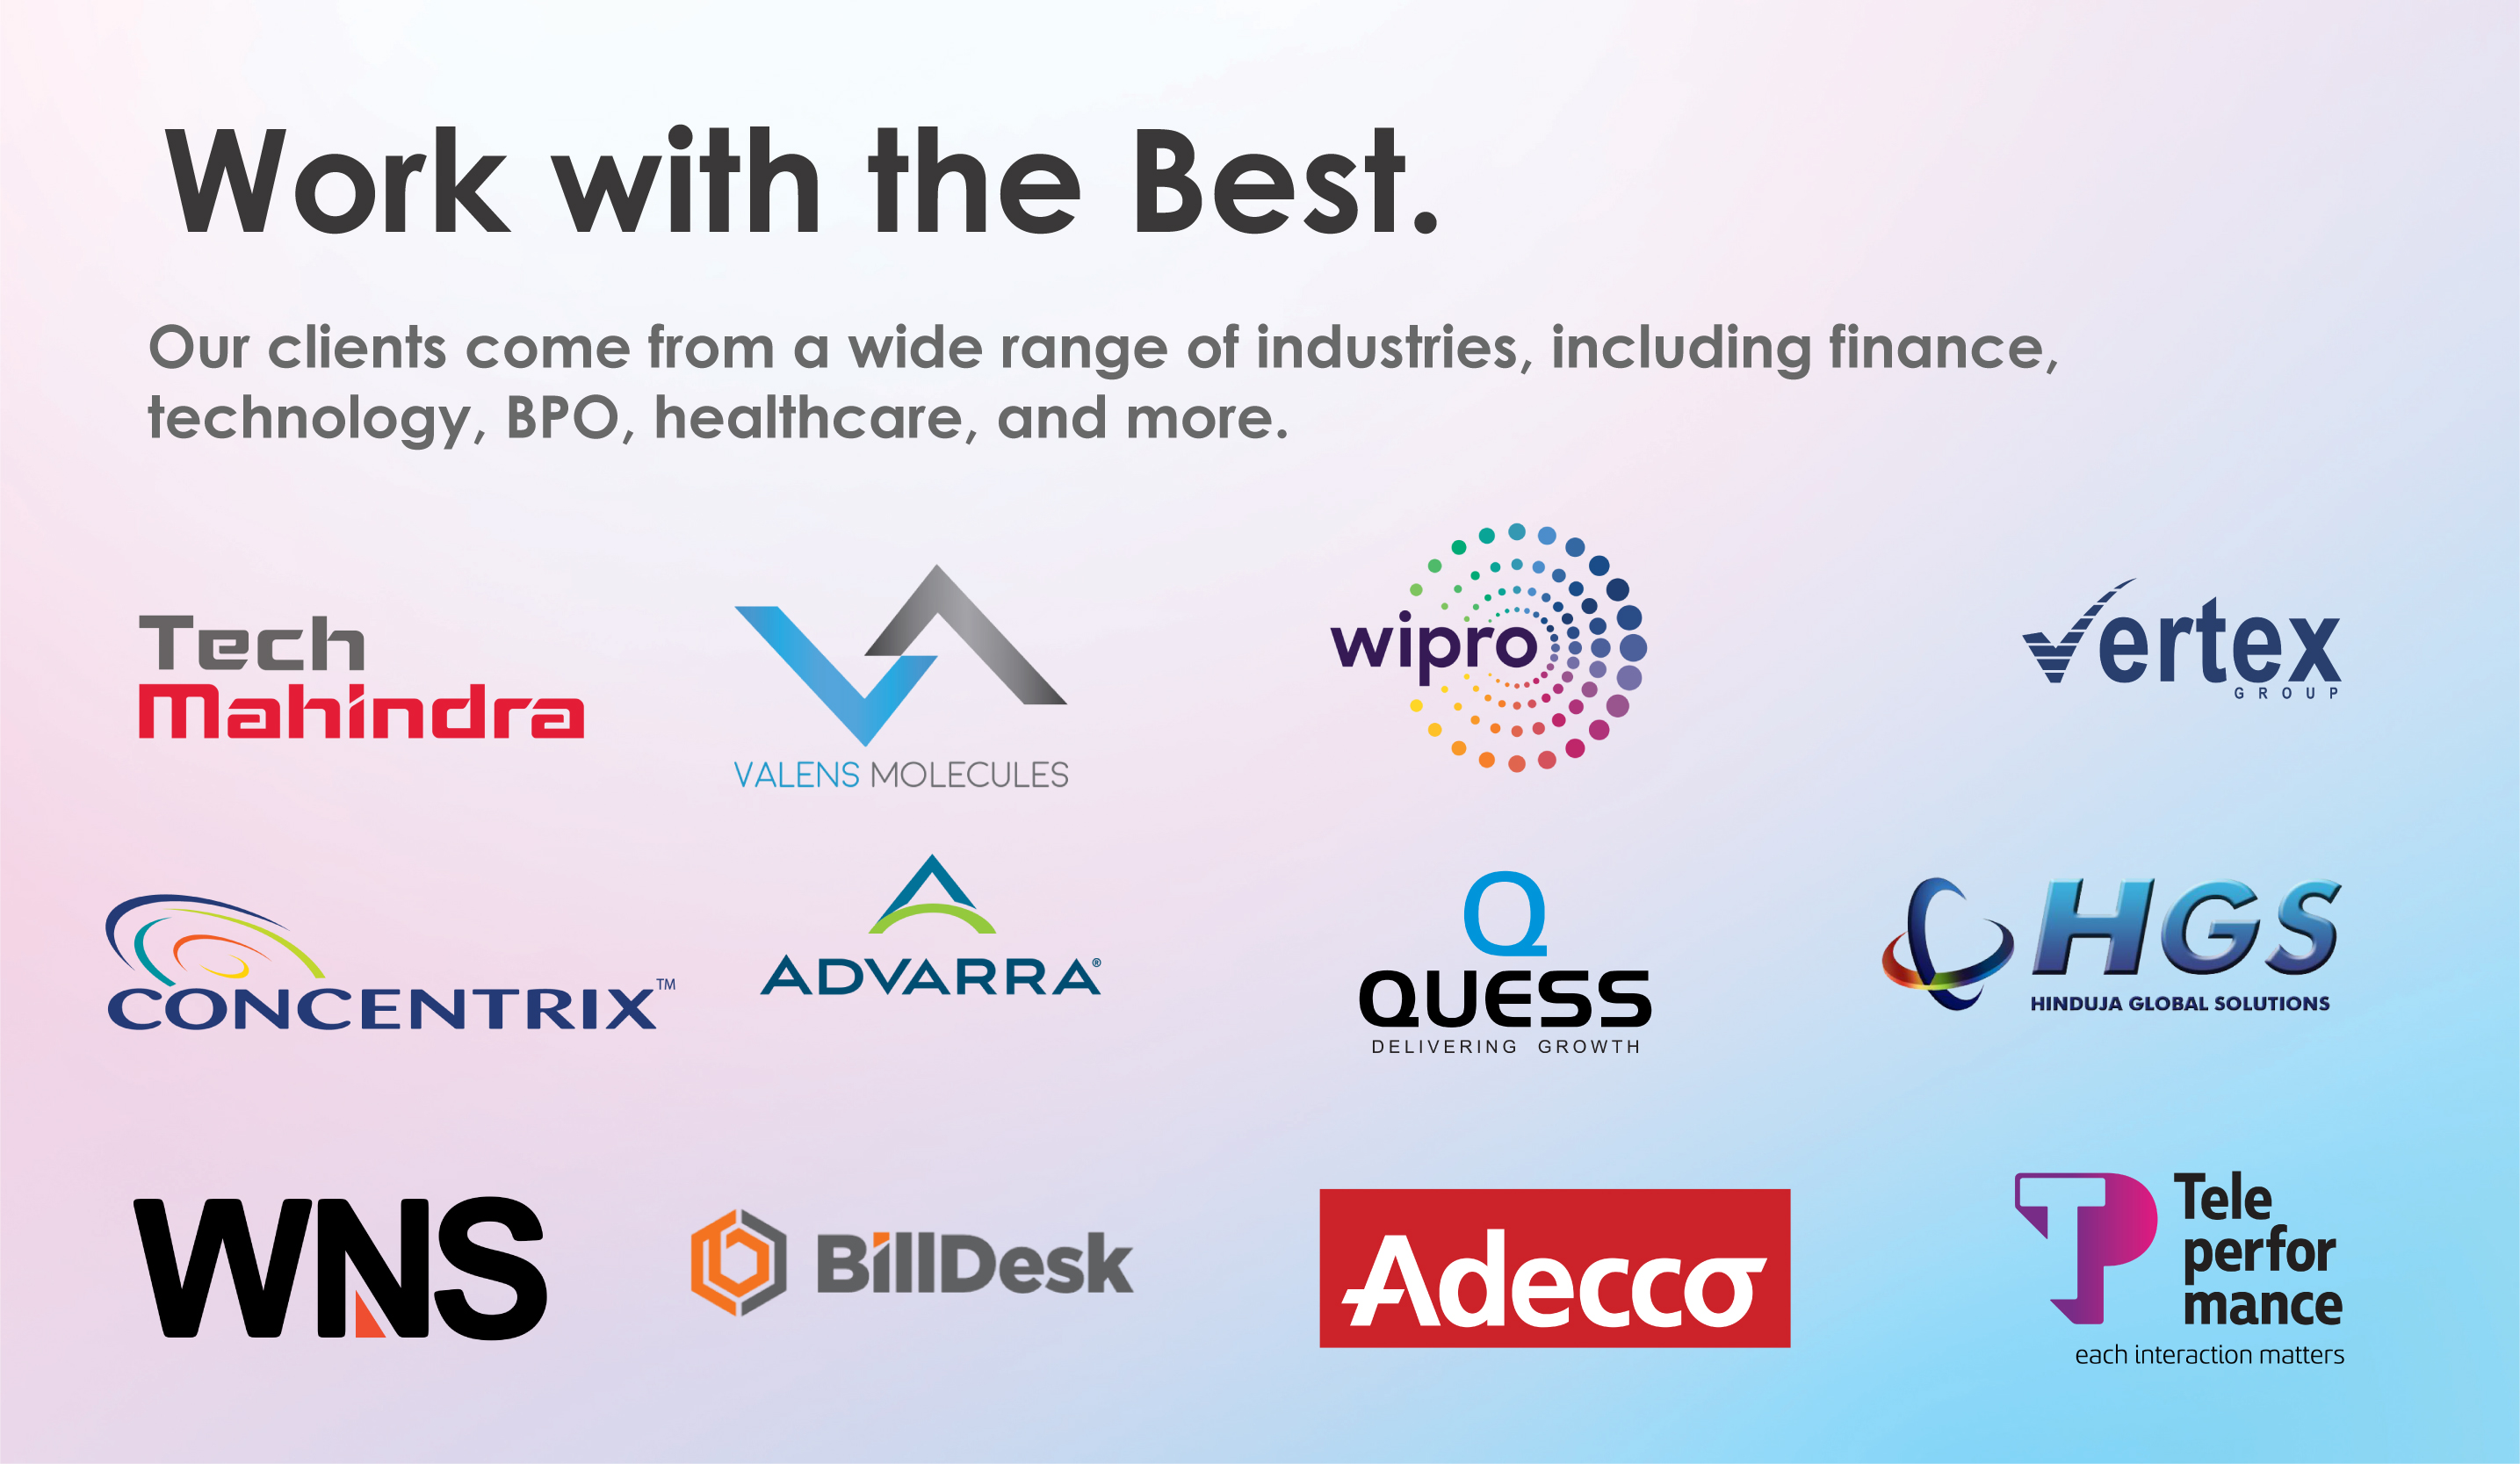 Work with the Best.
Our clients come from a wide range of industries, including finance,
technology, BPO, healthcare, and more.
Tech
Mahindra
VALENS MOLECULES
wipro
Vertex
GROUP
CONCENTRIX™
ADVARRA®
Q
QUESS
DELIVERING GROWTH
HGS
HINDUJA GLOBAL SOLUTIONS
WNS
BillDesk
Adecco
TP
Tele
perfor
mance
each interaction matters